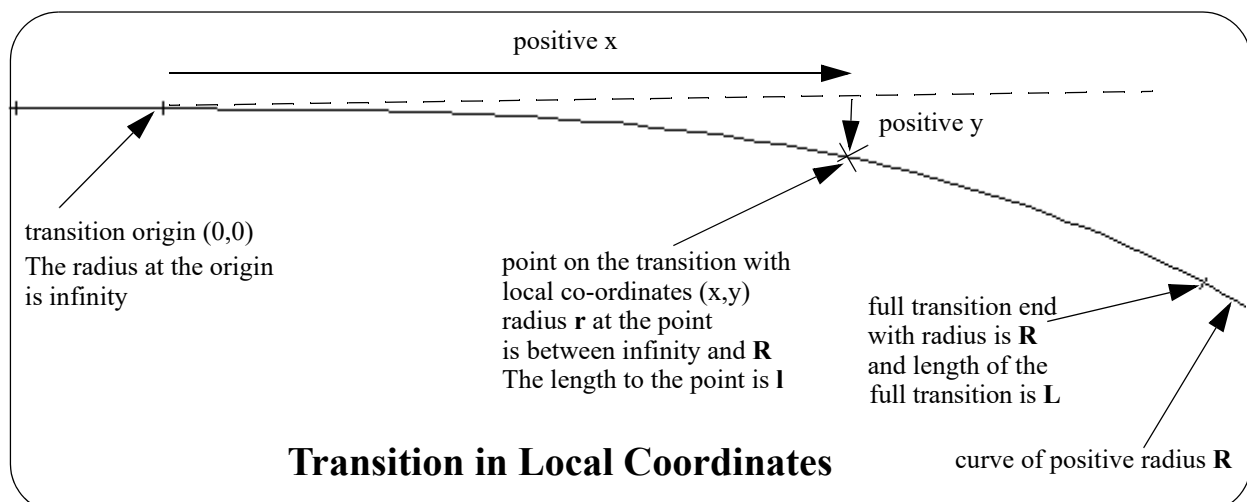 positive x
positive y
transition origin (0,0)
The radius at the origin
is infinity
point on the transition with
local co-ordinates (x,y)
radius r at the point
is between infinity and R
The length to the point is l
full transition end
with radius is R
and length of the
full transition is L
Transition in Local Coordinates
curve of positive radius R